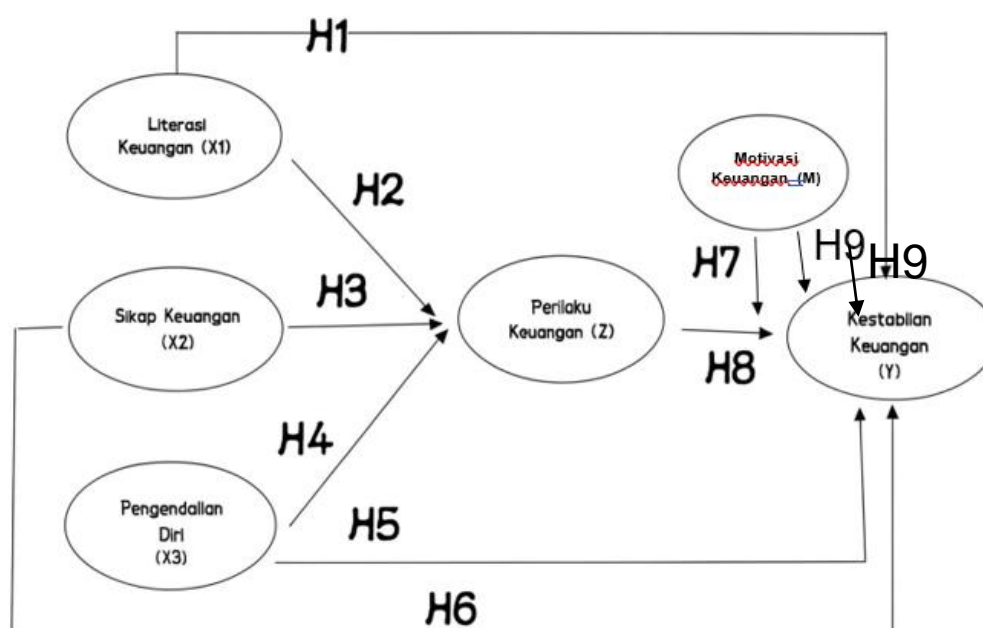 H1
Literasi
Keuangan (X1)
H2
Motivasi
Keuangan (M)
H9
H9
H7
H3
Sikap Keuangan
(X2)
Perilaku
Keuangan (Z)
Kestabilan
Keuangan
(Y)
H8
H4
Pengendalian
Diri
(X3)
H5
H6